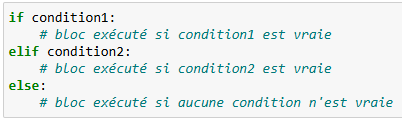 if condition1:
    # bloc exécuté si condition1 est vraie
elif condition2:
    # bloc exécuté si condition2 est vraie
else:
    # bloc exécuté si aucune condition n'est vraie